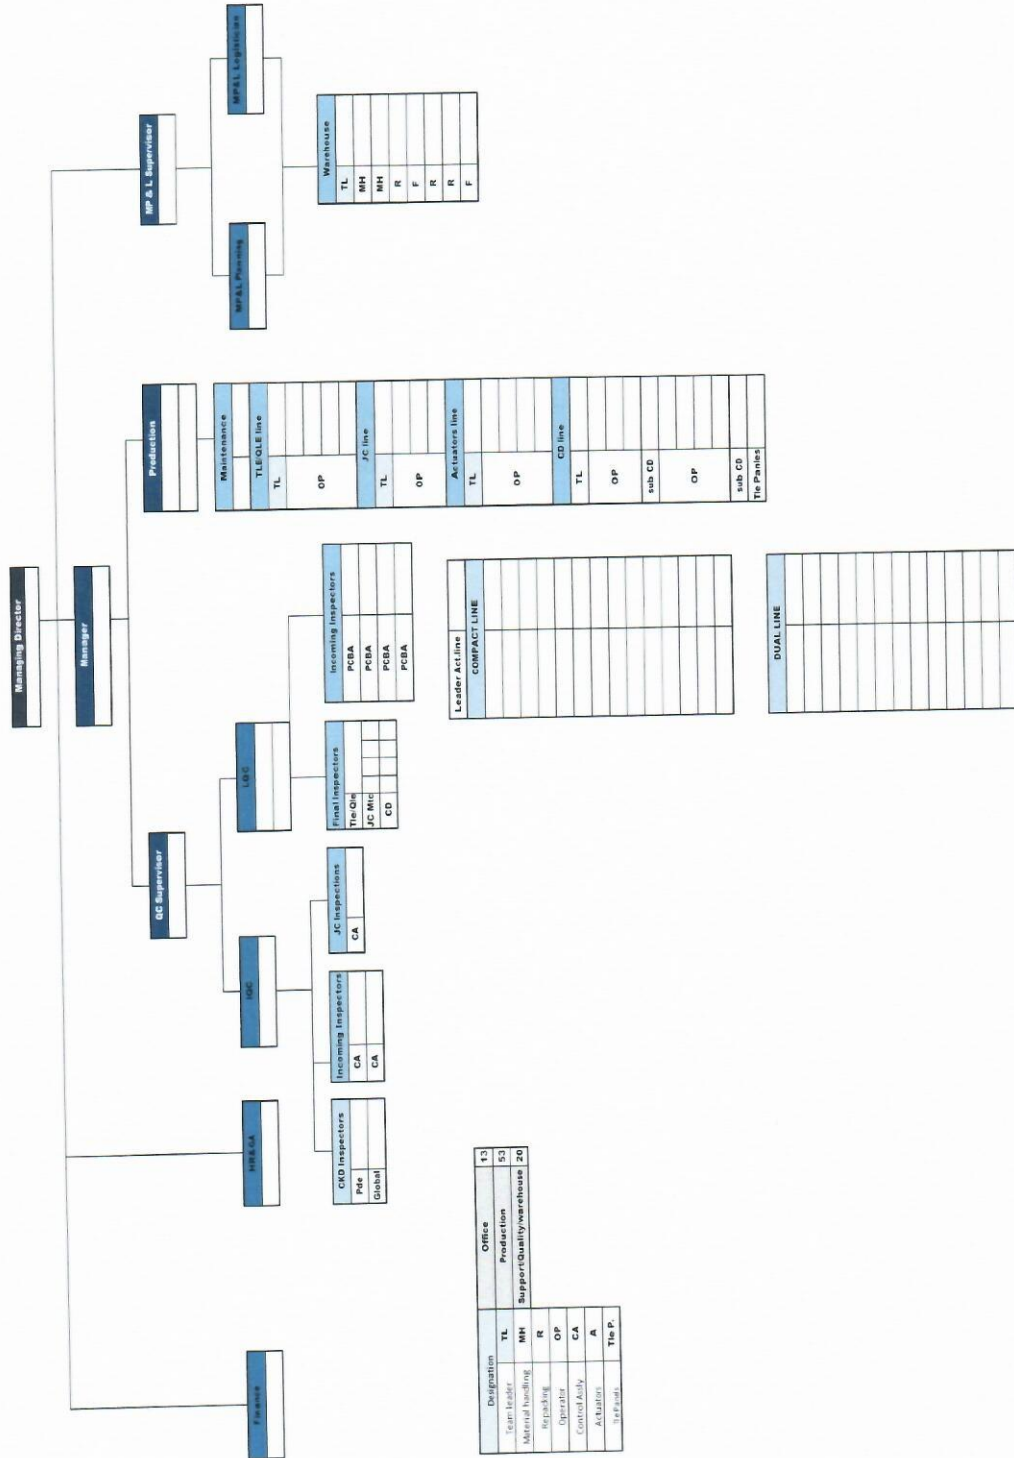 Managing Director
Manager
MP & L Supervisor
MP&L Planning
MP&L Logistician
Warehouse
TL
MH
MH
R
F
R
R
F
Production
Maintenance
TLE/QLE line
TL
OP
JC line
TL
OP
Actuators line
TL
OP
CD line
TL
OP
sub CD
OP
sub CD
Tle Panles
QC Supervisor
IQC
LQC
CKD Inspectors
Pde
Global
Incoming Inspectors
CA
CA
JC Inspections
CA
Final Inspectors
Tle/Qle
JC Mic
CD
Incoming Inspectors
PCBA
PCBA
PCBA
PCBA
Leader Act.line
COMPACT LINE
DUAL LINE
HR&GA
Finance
Designation
Team leader TL
Material handling MH
Repacking R
Operator OP
Control Assly CA
Actuators A
Tle Panels Tle P.
Office 13
Production 53
Support/Quality/warehouse 20